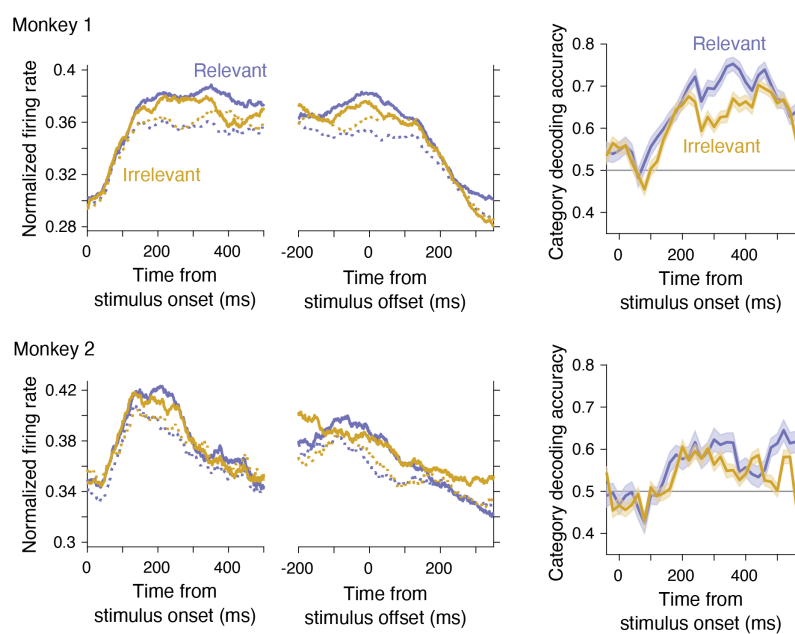 Monkey 1
Normalized firing rate
0.4
0.36
0.32
0.28
Relevant
Irrelevant
0 200 400
Time from
stimulus onset (ms)
-200 0 200
Time from
stimulus offset (ms)
Category decoding accuracy
0.8
0.7
0.6
0.5
0.4
Relevant
Irrelevant
0 200 400
Time from
stimulus onset (ms)
Monkey 2
Normalized firing rate
0.42
0.38
0.34
0.3
0 200 400
Time from
stimulus onset (ms)
-200 0 200
Time from
stimulus offset (ms)
Category decoding accuracy
0.8
0.7
0.6
0.5
0.4
0 200 400
Time from
stimulus onset (ms)